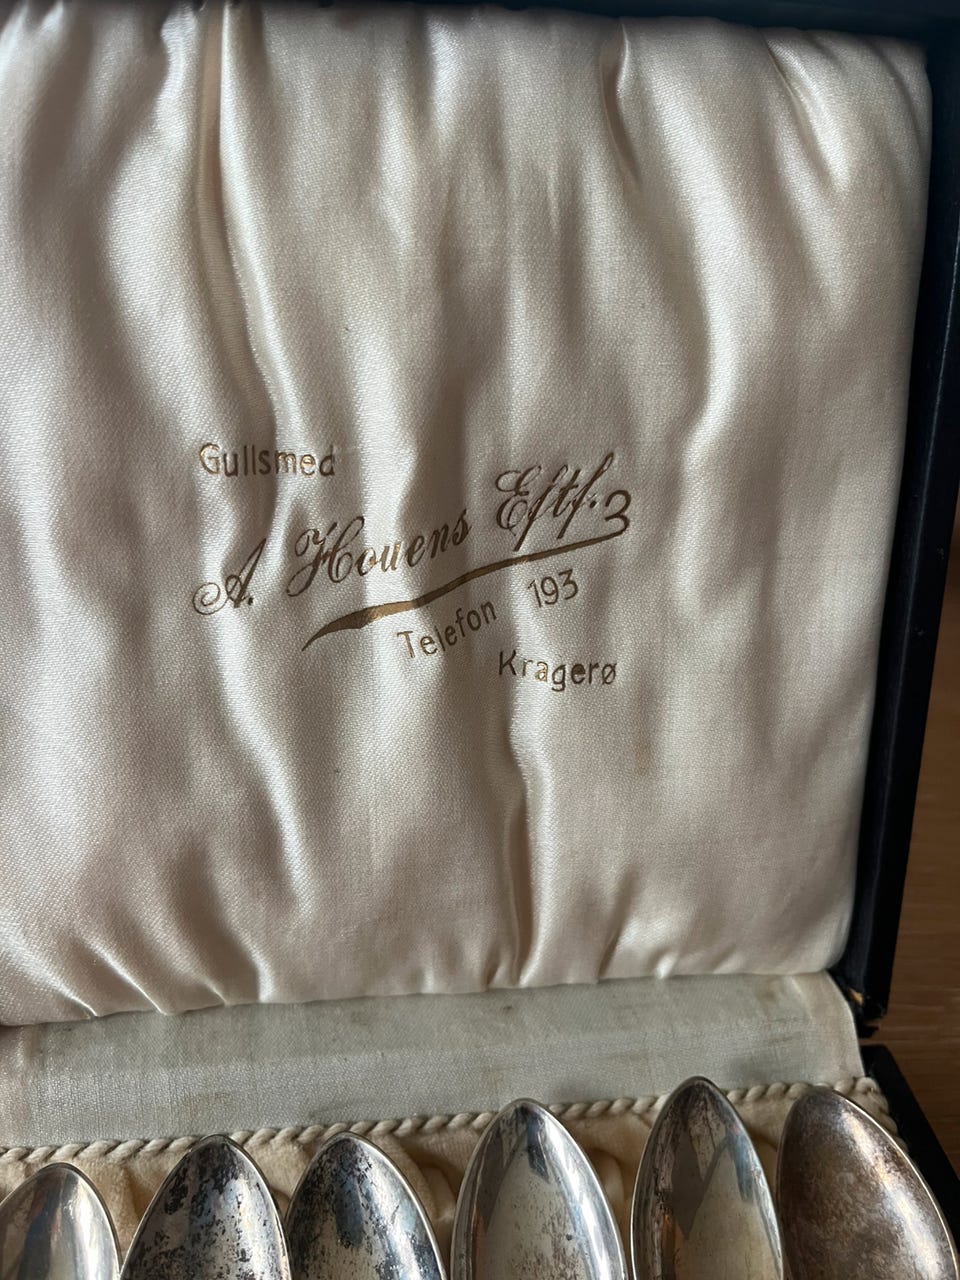 Gullsmed
A. Houens Eftf.
Telefon 193
Kragerø